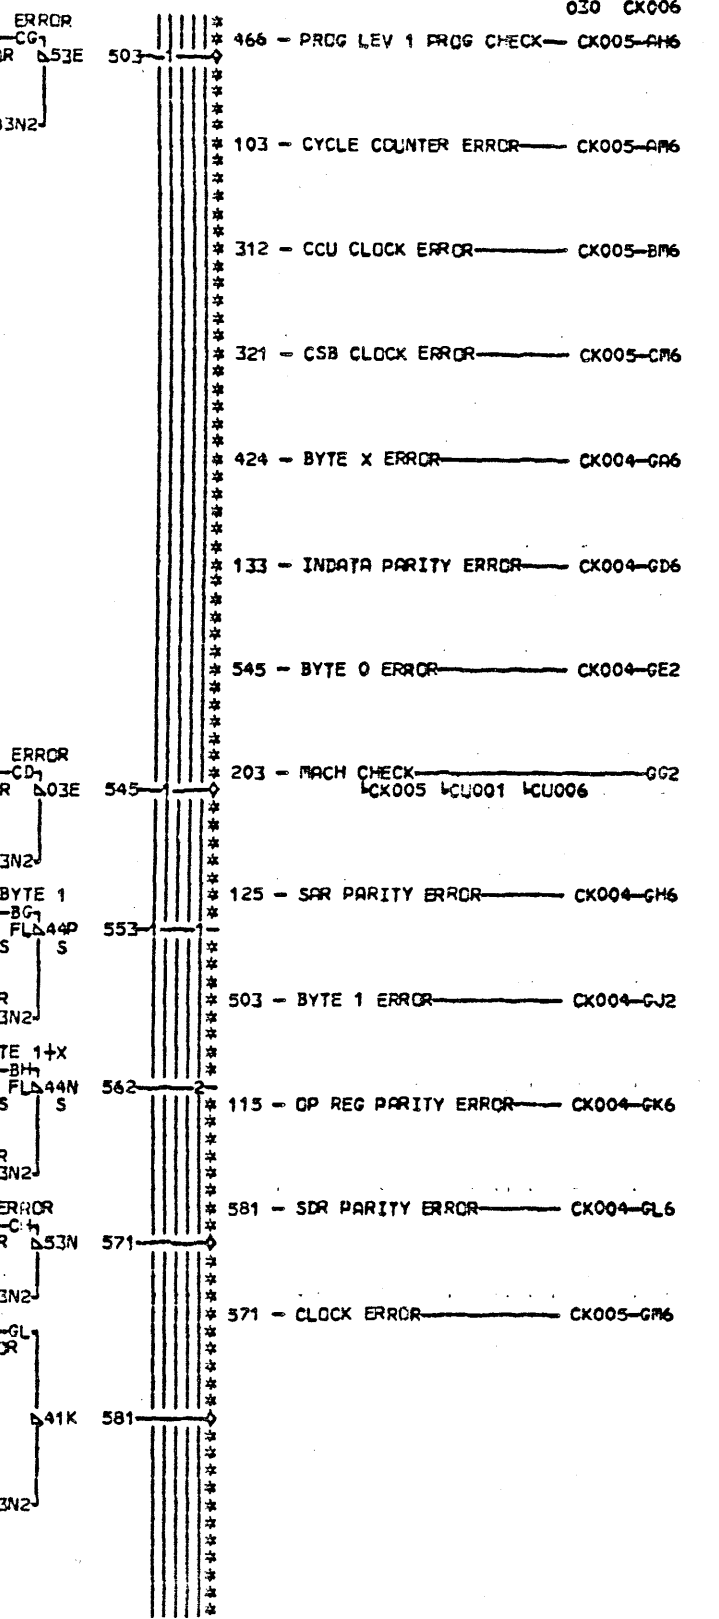 030 CK006
ERROR
CG
466 - PROG LEV 1 PROG CHECK CK005-AH6
R 53E 503 1
3N2
103 - CYCLE COUNTER ERROR CK005-AM6
312 - CCU CLOCK ERROR CK005-BM6
321 - CSB CLOCK ERROR CK005-CM6
424 - BYTE X ERROR CK004-GA6
133 - INDATA PARITY ERROR CK004-GD6
545 - BYTE 0 ERROR CK004-GE2
ERROR
CD
203 - MACH CHECK GG2
R 03E 545 1
CK005 CU001 CU006
3N2
BYTE 1
125 - SAR PARITY ERROR CK004-GH6
BG
FL 44P 553 1 1
S S
R
503 - BYTE 1 ERROR CK004-GJ2
3N2
TE 1+X
BH
FL 44N 562 2
S S
115 - OP REG PARITY ERROR CK004-GK6
R
3N2
ERROR
581 - SDR PARITY ERROR CK004-GL6
R 53N 571
3N2
571 - CLOCK ERROR CK005-GM6
GL
OR
41K 581
3N2